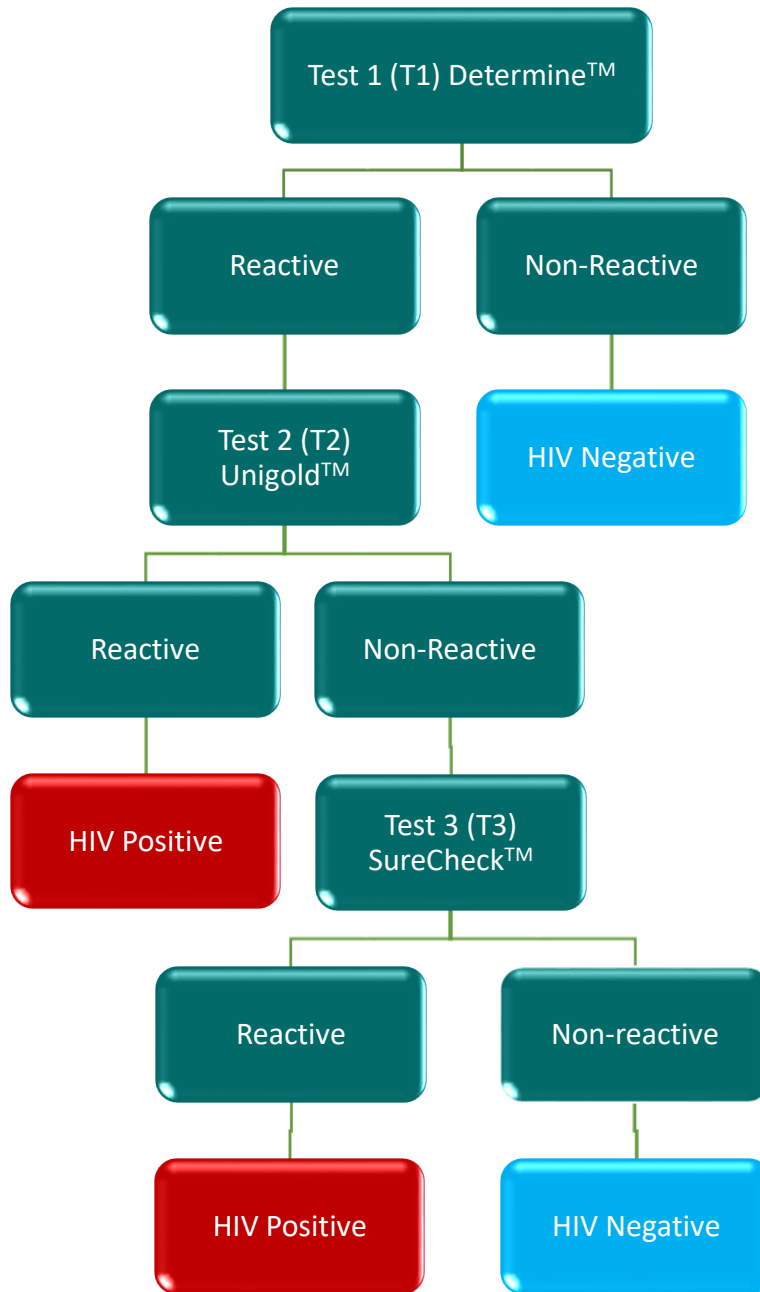 Test 1 (T1) Determine™
Reactive
Non-Reactive
Test 2 (T2)
Unigold™
HIV Negative
Reactive
Non-Reactive
HIV Positive
Test 3 (T3)
SureCheck™
Reactive
Non-reactive
HIV Positive
HIV Negative